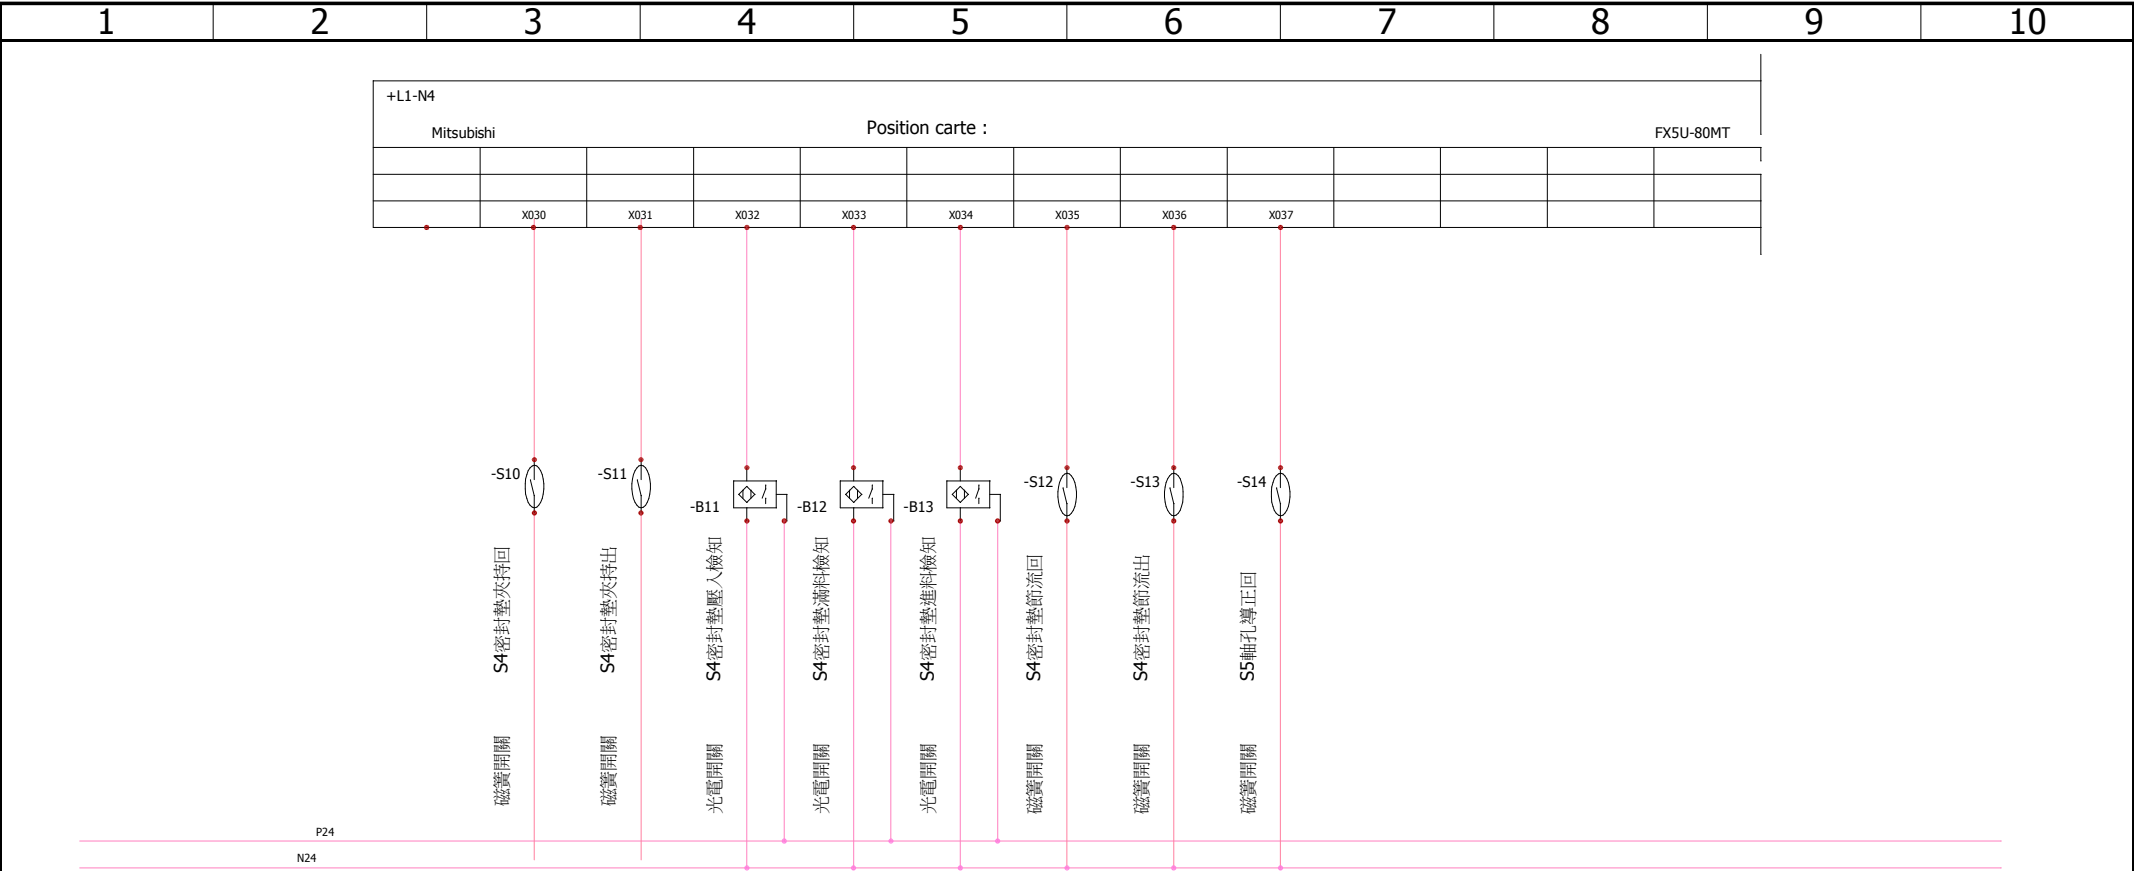 1 2 3 4 5 6 7 8 9 10
+L1-N4
Mitsubishi Position carte : FX5U-80MT
X030 X031 X032 X033 X034 X035 X036 X037
-S10
-S11
-B11
-B12
-B13
-S12
-S13
-S14
S4密封墊夾持回
S4密封墊夾持出
S4密封墊壓入檢知
S4密封墊滿料檢知
S4密封墊進料檢知
S4密封墊節流回
S4密封墊節流出
S5軸孔導正回
磁簧開關
磁簧開關
光電開關
光電開關
光電開關
磁簧開關
磁簧開關
磁簧開關
P24
N24